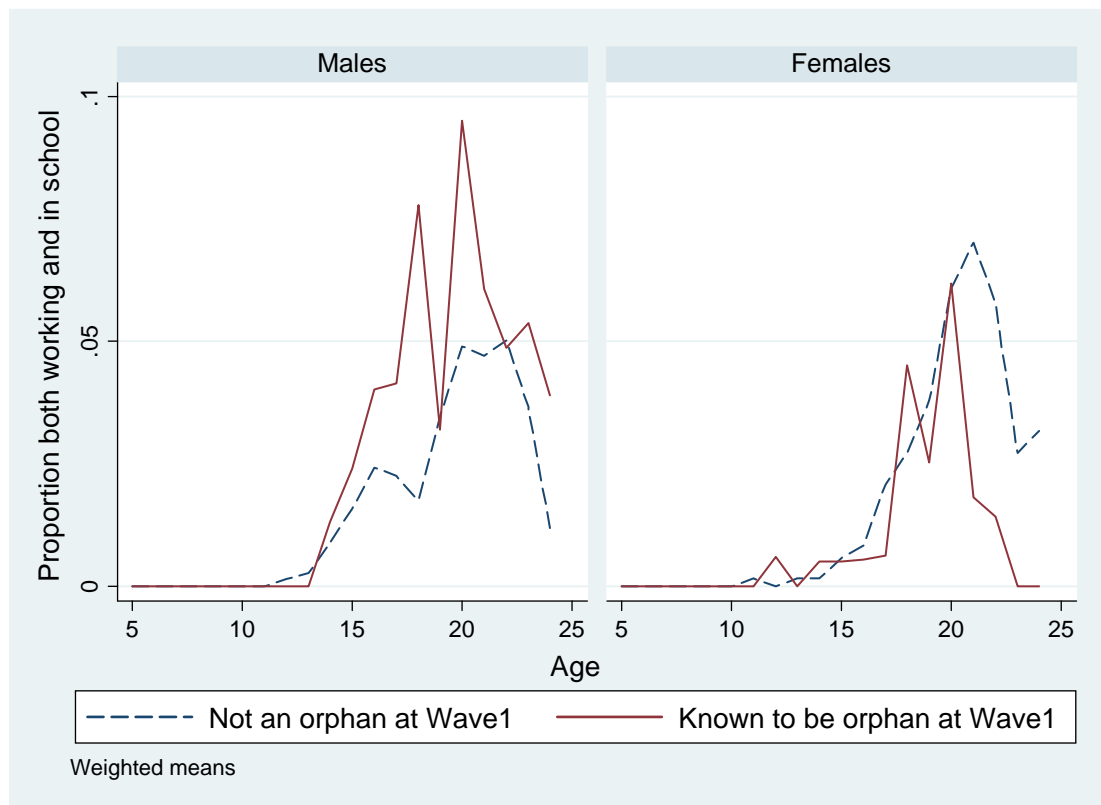 Males Females
Proportion both working and in school
.1
.05
0
5 10 15 20 25 5 10 15 20 25
Age
Not an orphan at Wave1 Known to be orphan at Wave1
Weighted means